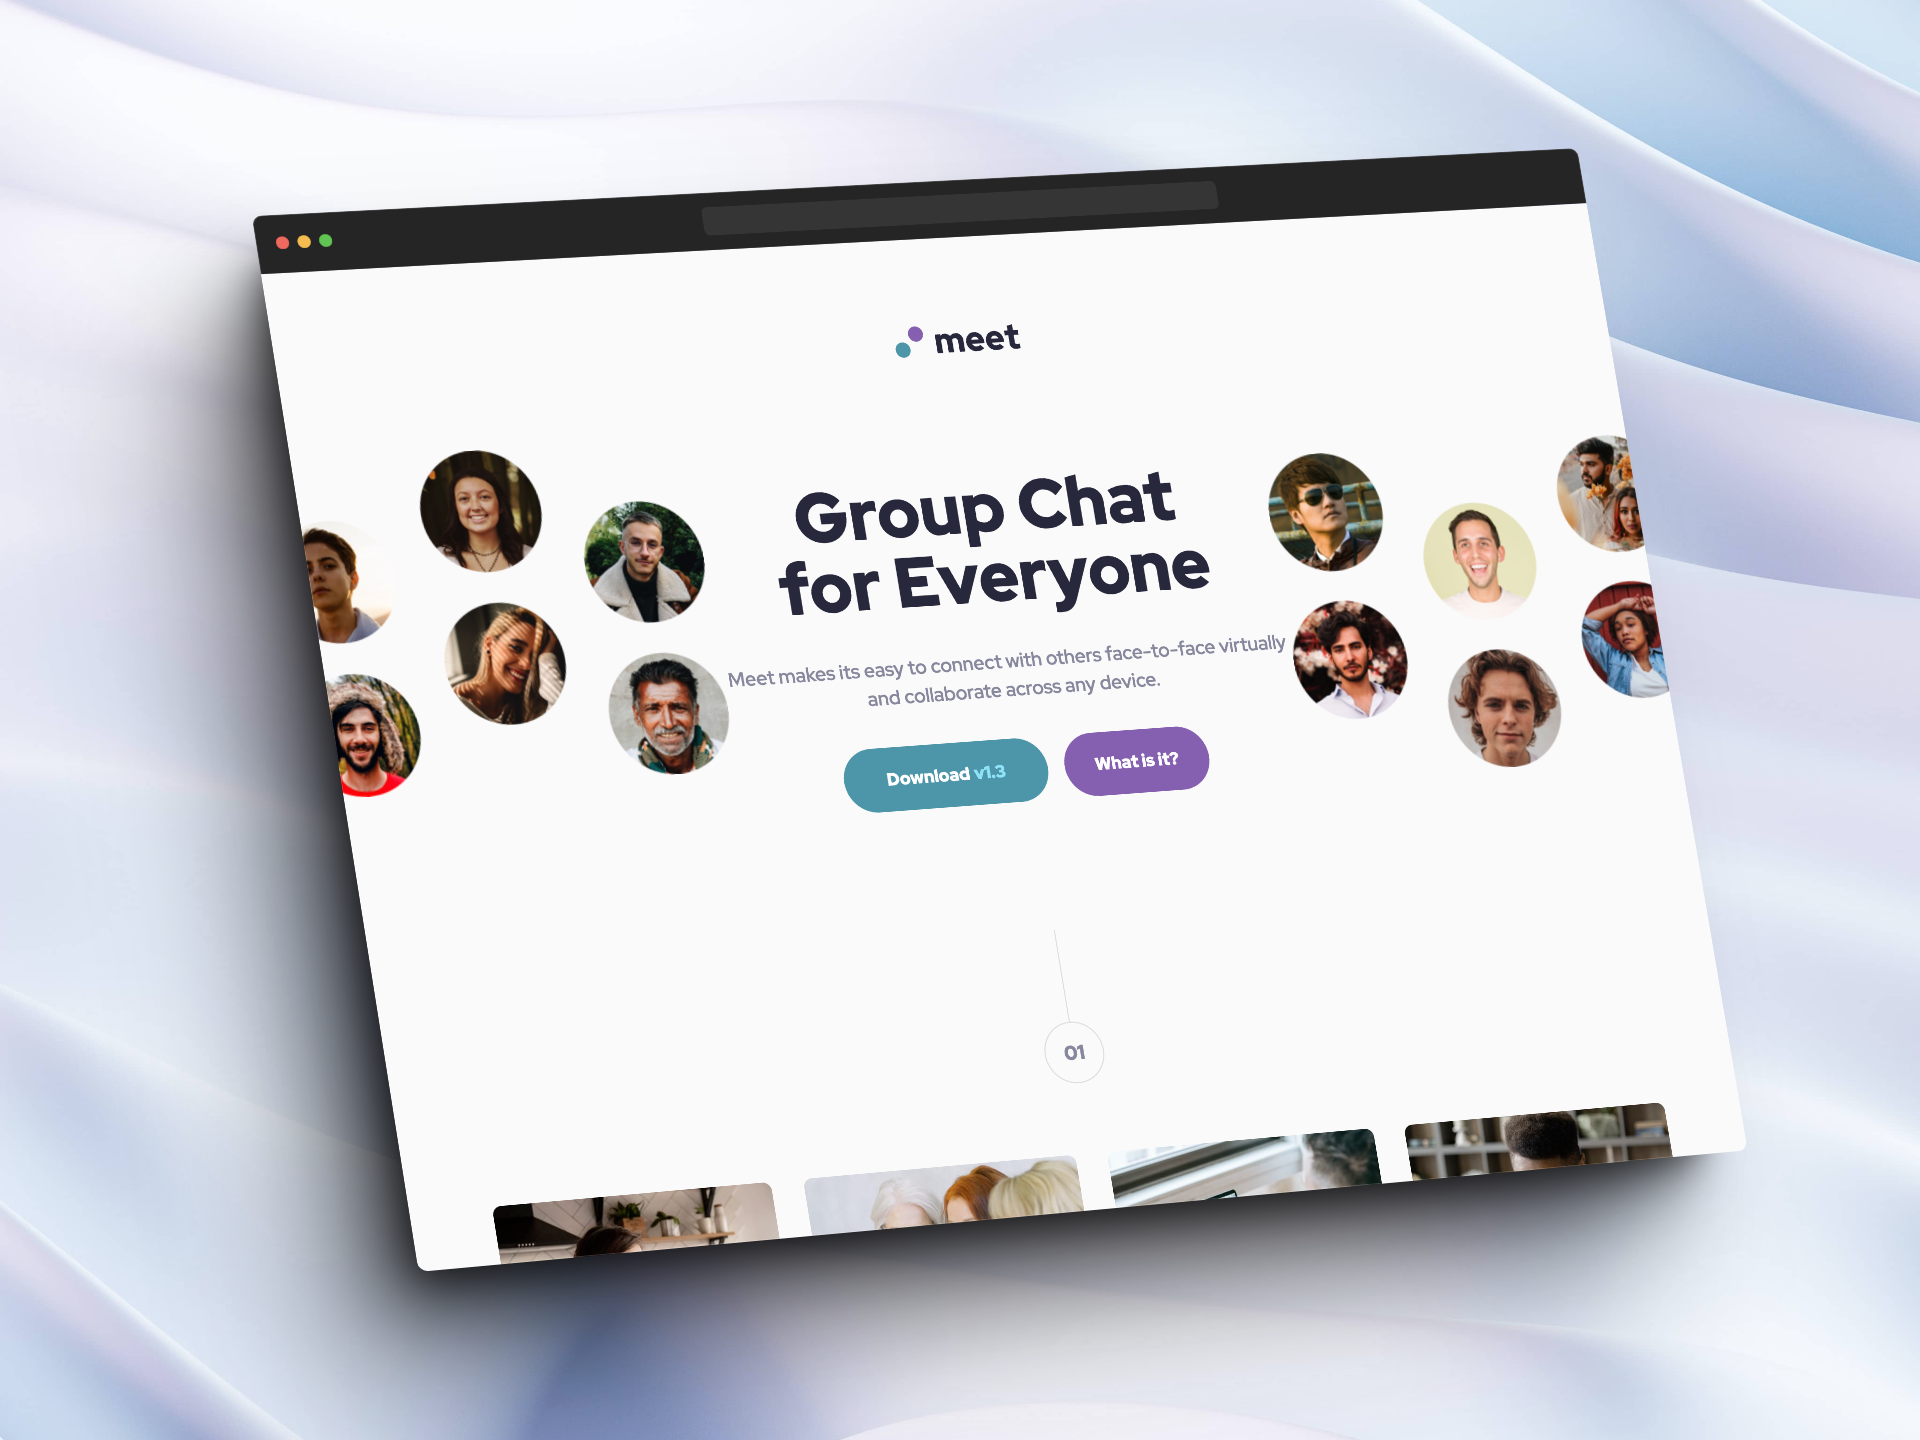 meet
Group Chat
for Everyone
Meet makes its easy to connect with others face-to-face virtually
and collaborate across any device.
Download v1.3
What is it?
01